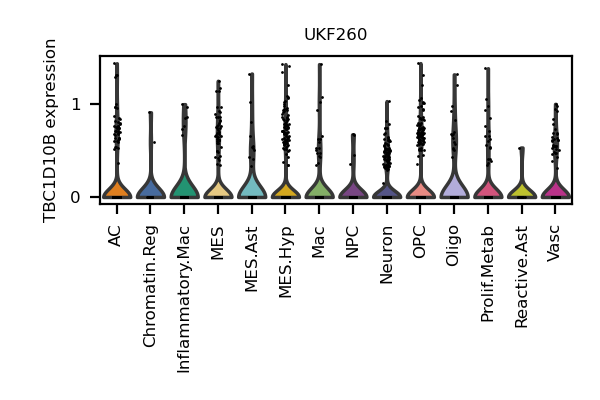 UKF260
TBC1D10B expression
1
0
AC
Chromatin.Reg
Inflammatory.Mac
MES
MES.Ast
MES.Hyp
Mac
NPC
Neuron
OPC
Oligo
Prolif.Metab
Reactive.Ast
Vasc